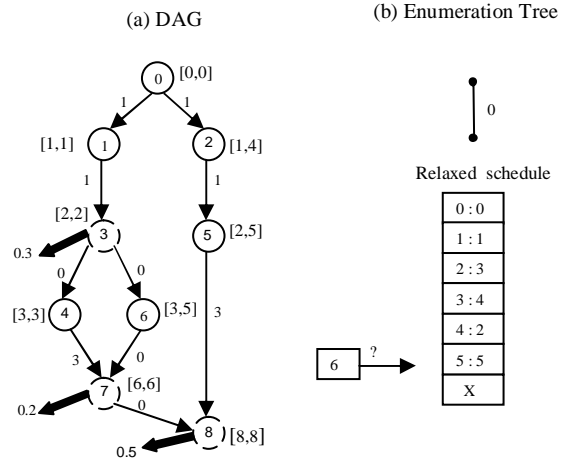 (a) DAG
(b) Enumeration Tree
0 [0,0]
1 1
0
[1,1] 1
2 [1,4]
1 1
Relaxed schedule
[2,2]
3
5 [2,5]
0.3
0 0
[3,3] 4
6 [3,5]
3
3 0
7 [6,6]
0.2
0
8 [8,8]
0.5
0 : 0
1 : 1
2 : 3
3 : 4
4 : 2
5 : 5
X
6 ?